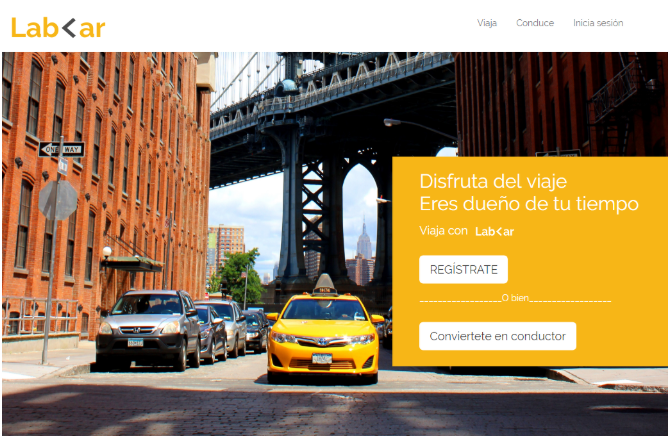 Lab<ar
Viaja Conduce Inicia sesión
ONE WAY
Disfruta del viaje
Eres dueño de tu tiempo
Viaja con Lab<ar
REGÍSTRATE
__________________O bien__________________
Conviertete en conductor